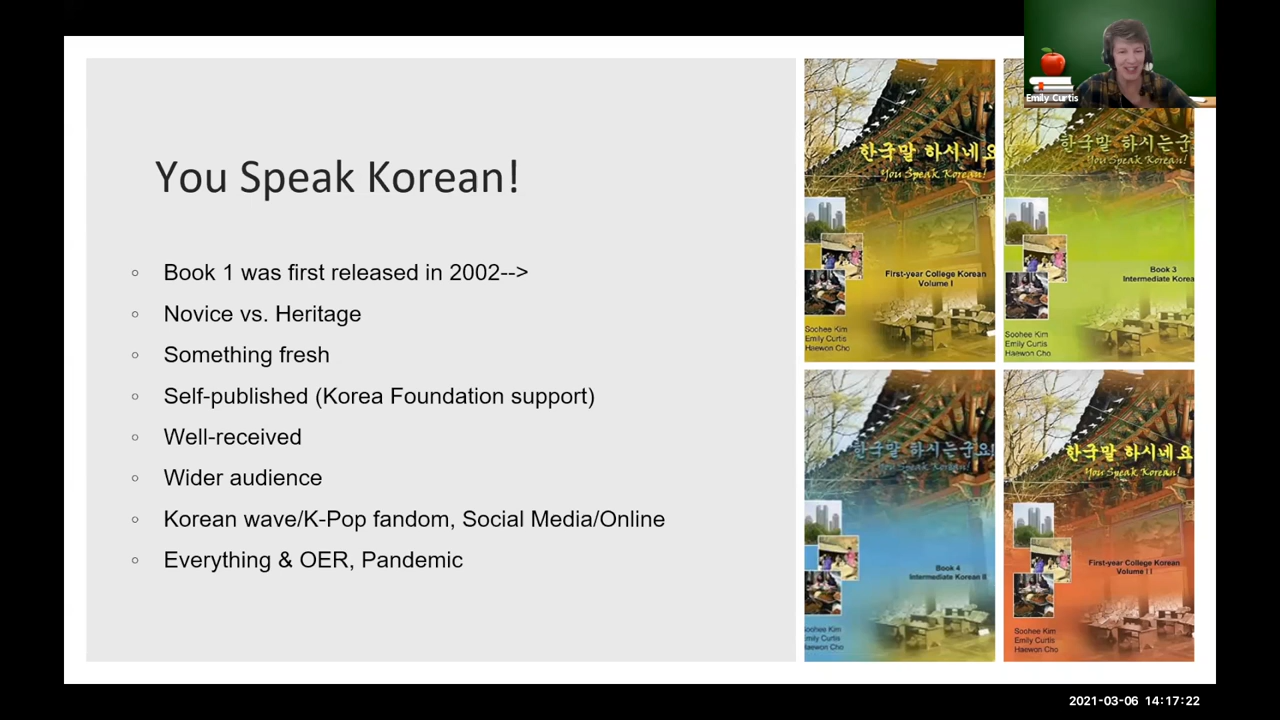 You Speak Korean!
Book 1 was first released in 2002-->
Novice vs. Heritage
Something fresh
Self-published (Korea Foundation support)
Well-received
Wider audience
Korean wave/K-Pop fandom, Social Media/Online
Everything & OER, Pandemic
한국말 하시네요
You Speak Korean!
First-year College Korean
Volume I
Soohee Kim
Emily Curtis
Haewon Cho
Emily Curtis
한국말 하시든군
You Speak Korean!
Book 3
Intermediate Korea
Soohee Kim
Emily Curtis
Haewon Cho
한국말 하시든군요!
You Speak Korean!
Book 4
Intermediate Korean II
Soohee Kim
Emily Curtis
Haewon Cho
한국말 하시네요
You Speak Korean!
First-year College Korean
Volume II
Soohee Kim
Emily Curtis
Haewon Cho
2021-03-06 14:17:22